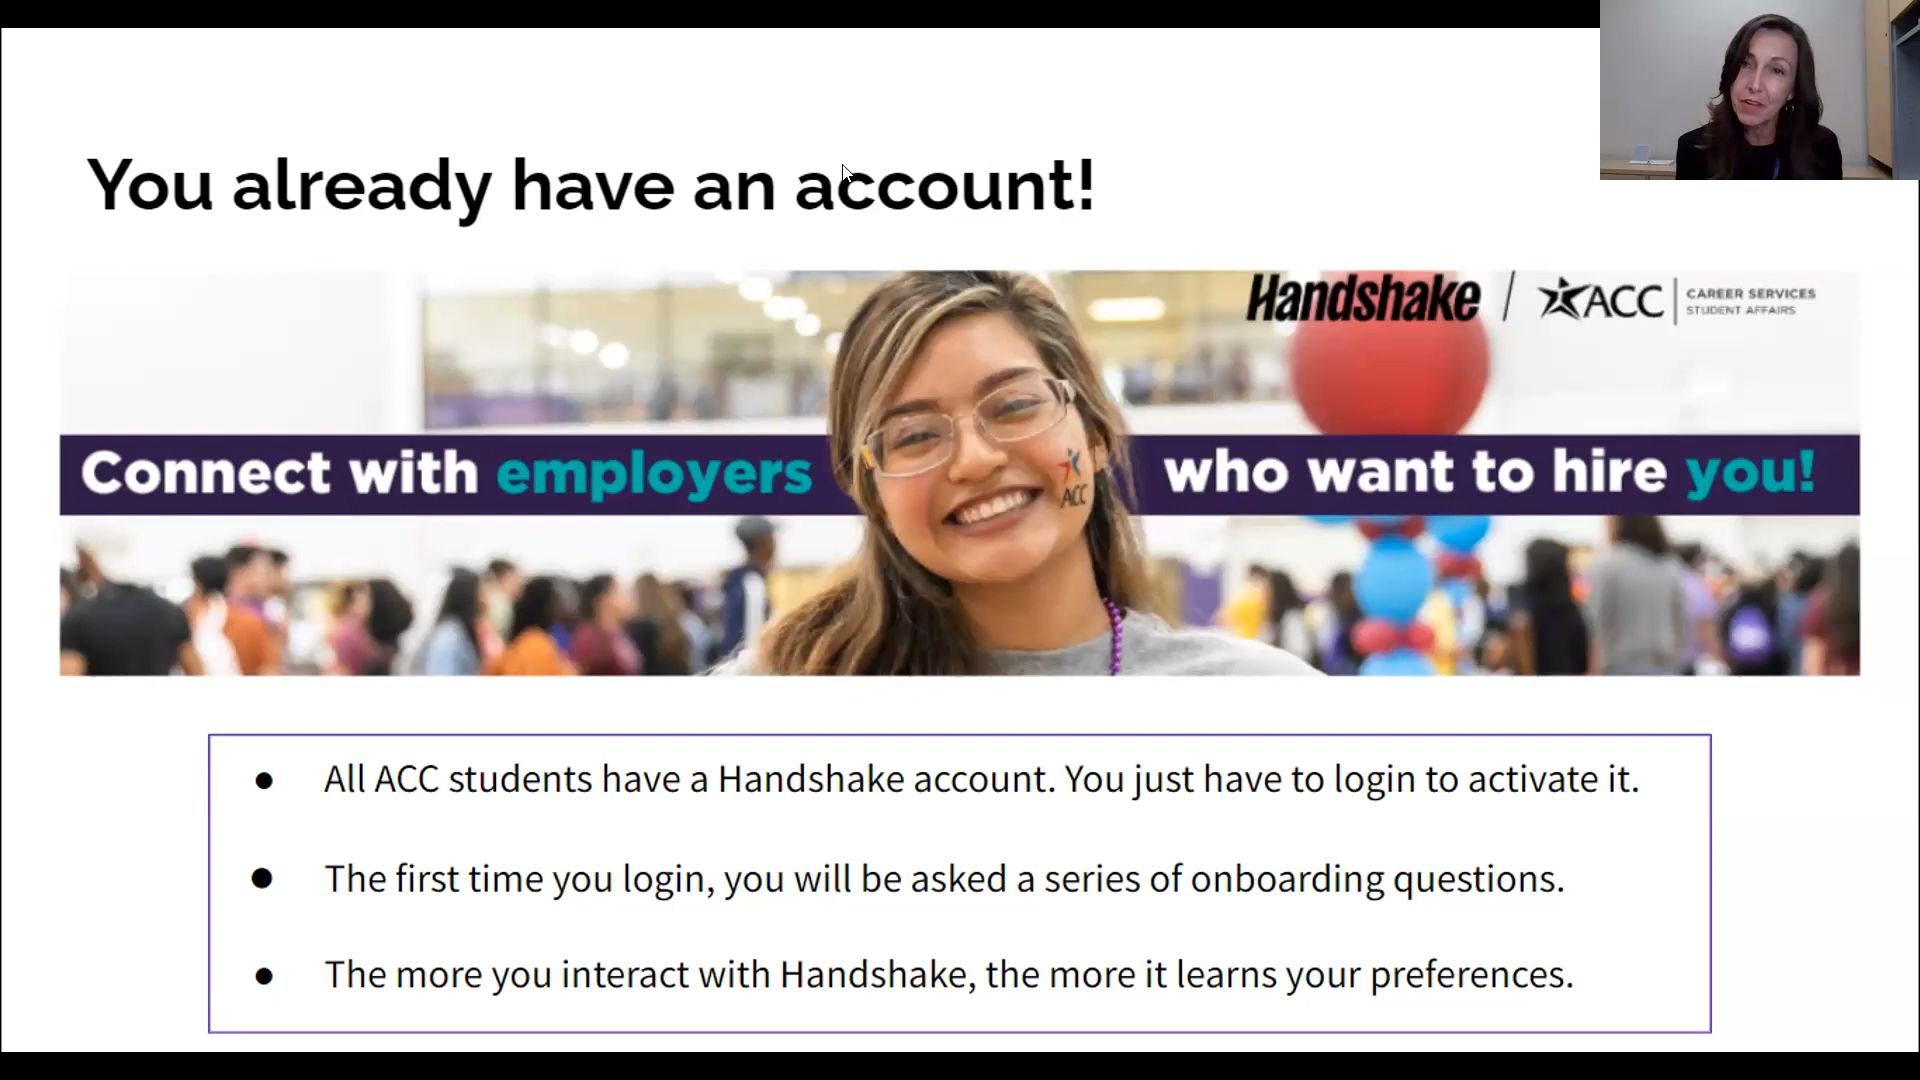 You already have an account!
Handshake
ACC
CAREER SERVICES
STUDENT AFFAIRS
Connect with employers who want to hire you!
ACC
● All ACC students have a Handshake account. You just have to login to activate it.
● The first time you login, you will be asked a series of onboarding questions.
● The more you interact with Handshake, the more it learns your preferences.